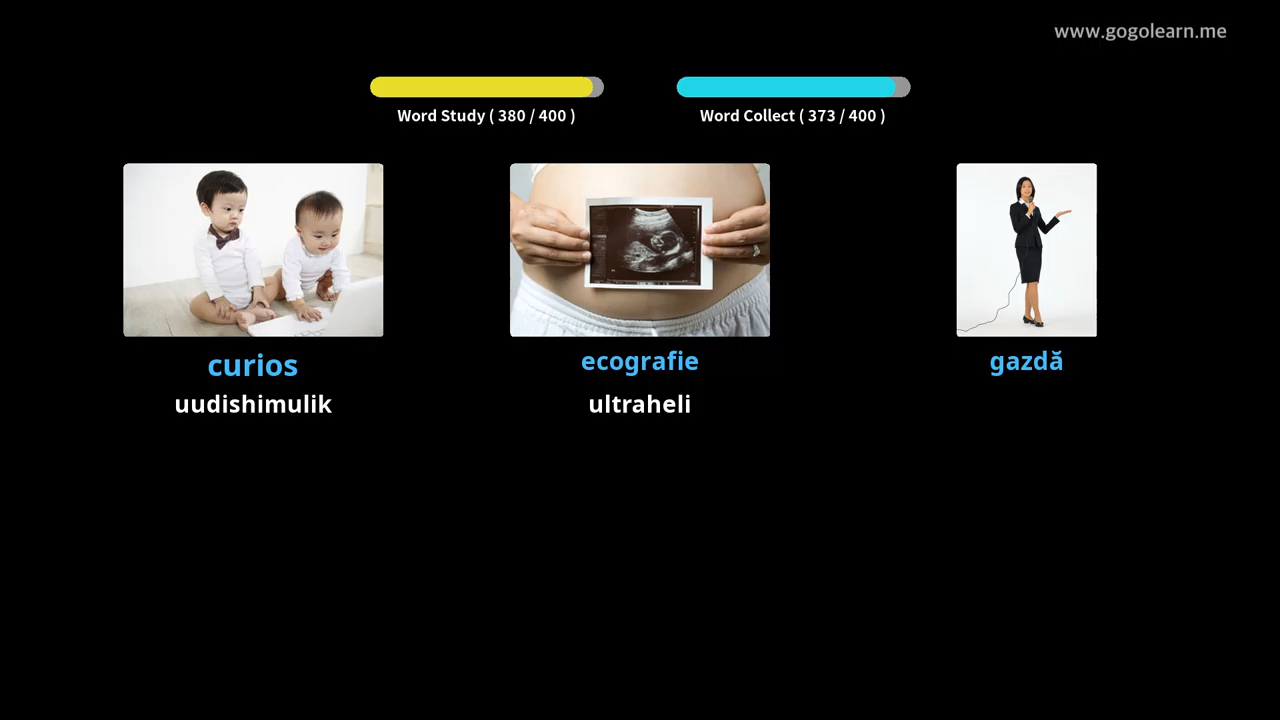 www.gogolearn.me
Word Study ( 380 / 400 )
Word Collect ( 373 / 400 )
curios
uudishimulik
ecografie
ultraheli
gazdă